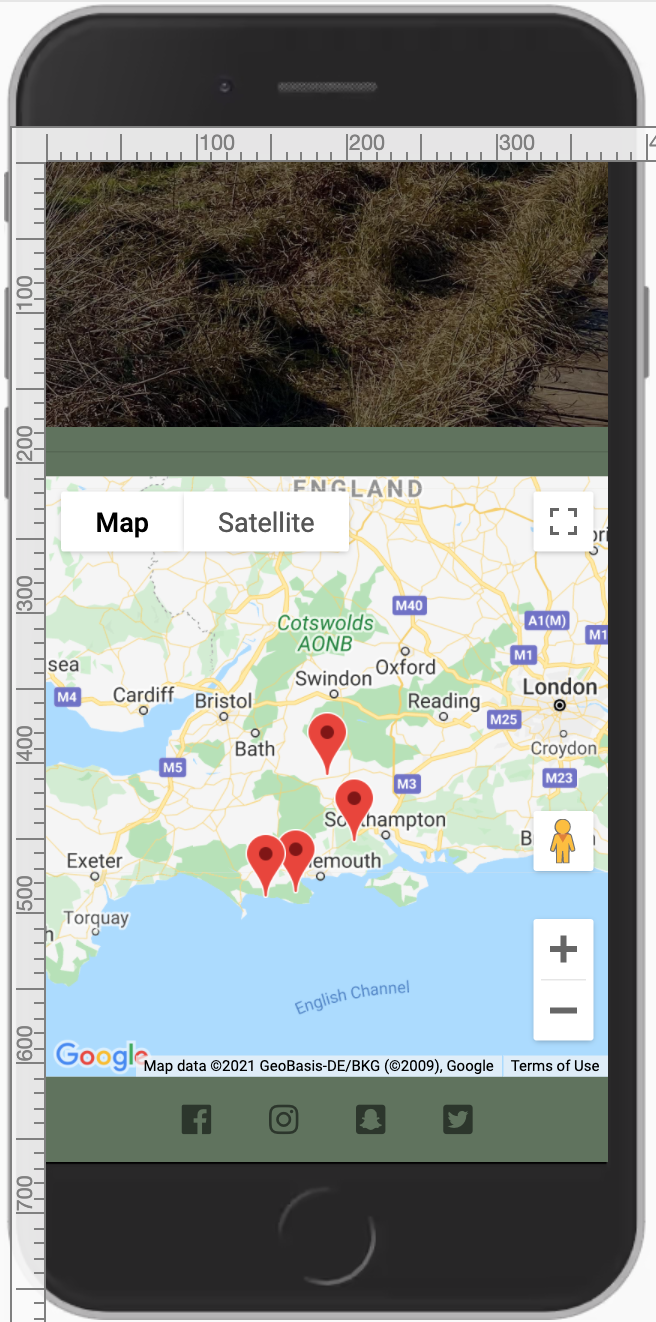 100 200 300
100
200
ENGLAND
Map Satellite
300
M40
A1(M)
Cotswolds
AONB
M1
sea
Oxford
Swindon
M4
Cardiff
Bristol
Reading
London
M25
400
Bath
Croydon
M5
M3
M23
Southampton
Exeter
emouth
500
Torquay
English Channel
600
Google
Map data ©2021 GeoBasis-DE/BKG (©2009), Google Terms of Use
700